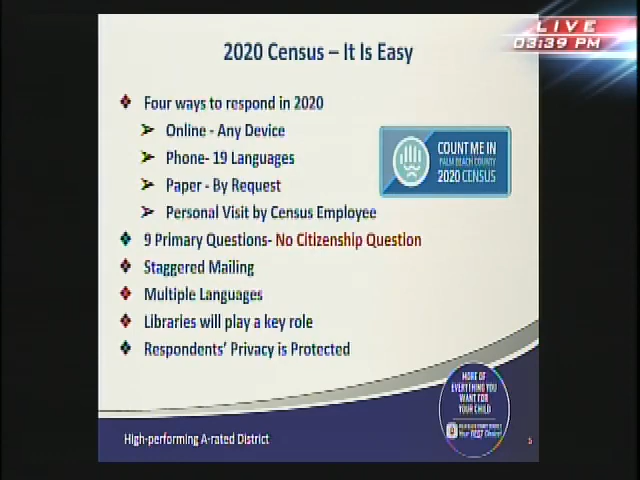 LIVE
03:39 PM
2020 Census – It Is Easy
Four ways to respond in 2020
Online - Any Device
Phone- 19 Languages
Paper - By Request
Personal Visit by Census Employee
COUNT ME IN
PALM BEACH COUNTY
2020 CENSUS
9 Primary Questions- No Citizenship Question
Staggered Mailing
Multiple Languages
Libraries will play a key role
Respondents' Privacy is Protected
MORE OF
EVERYTHING YOU
WANT FOR
YOUR CHILD
Your BEST Choice!
High-performing A-rated District
5